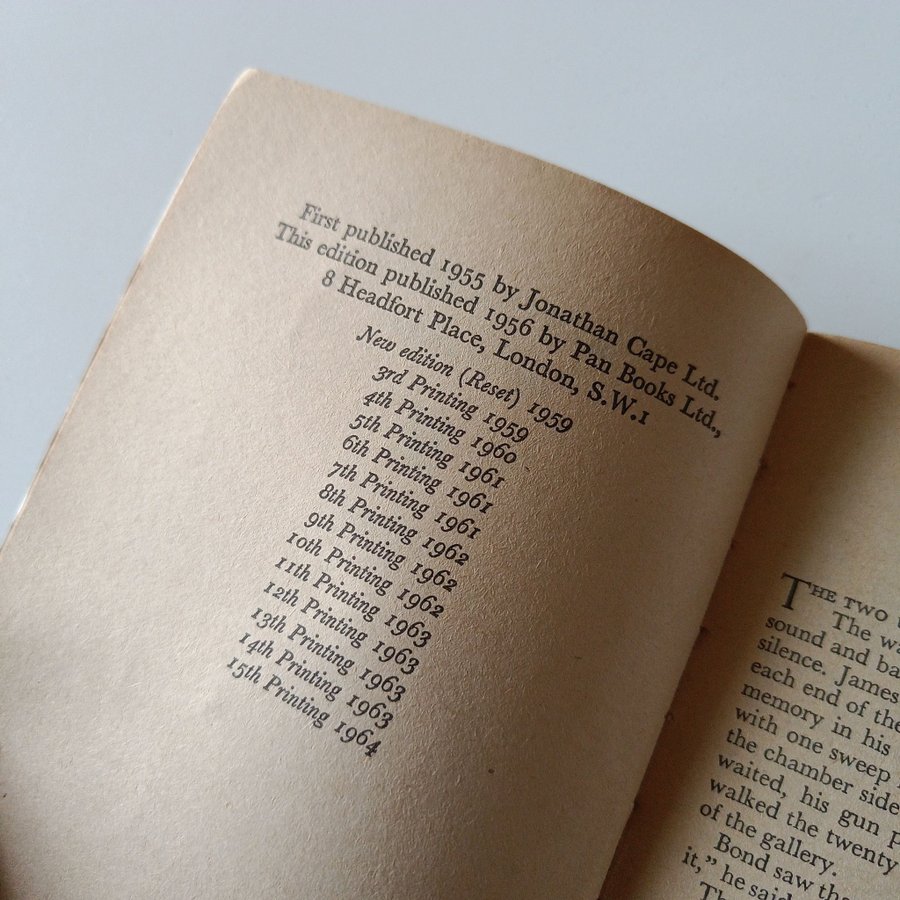 First published 1955 by Jonathan Cape Ltd.
This edition published 1956 by Pan Books Ltd.,
8 Headfort Place, London, S.W.1
New edition (Reset) 1959
3rd Printing 1959
4th Printing 1960
5th Printing 1961
6th Printing 1961
7th Printing 1961
8th Printing 1962
9th Printing 1962
10th Printing 1962
11th Printing 1963
12th Printing 1963
13th Printing 1963
14th Printing 1963
15th Printing 1964
THE TWO
The
sound and
silence. James
each end of the
memory in his
with one sweep
the chamber
waited, his gun
walked the twenty
of the gallery.
Bond saw
it," he said